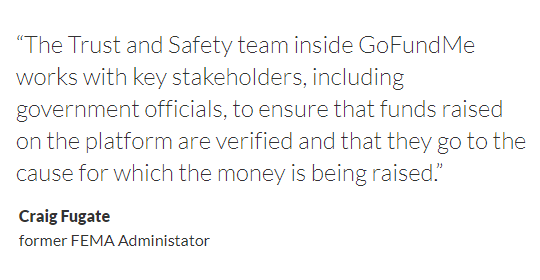 “The Trust and Safety team inside GoFundMe
works with key stakeholders, including
government officials, to ensure that funds raised
on the platform are verified and that they go to the
cause for which the money is being raised.”
Craig Fugate
former FEMA Administator